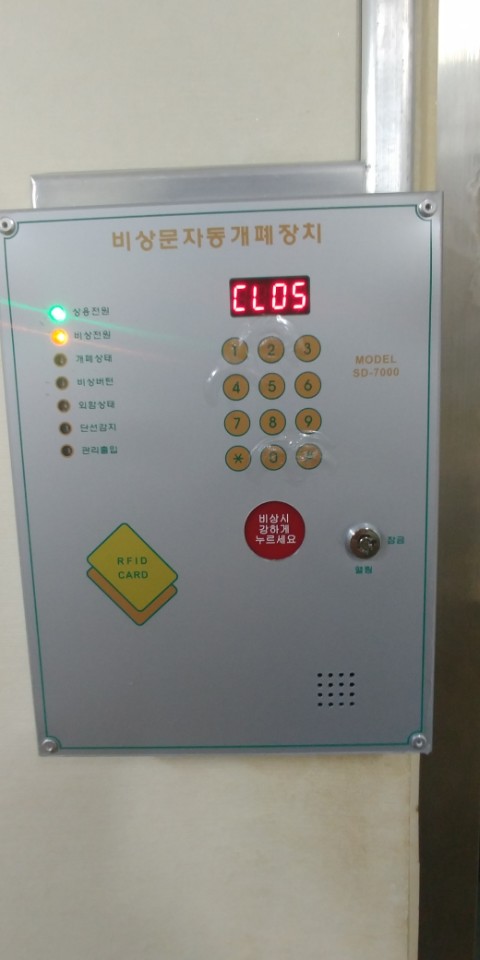 비상문자동개폐장치
CLOS
상용전원
비상전원
개폐상태
비상버턴
외함상태
단선감지
관리출입
1 2 3
4 5 6
7 8 9
* 0 #
MODEL
SD-7000
비상시
강하게
누르세요
잠금
열림
RFID
CARD